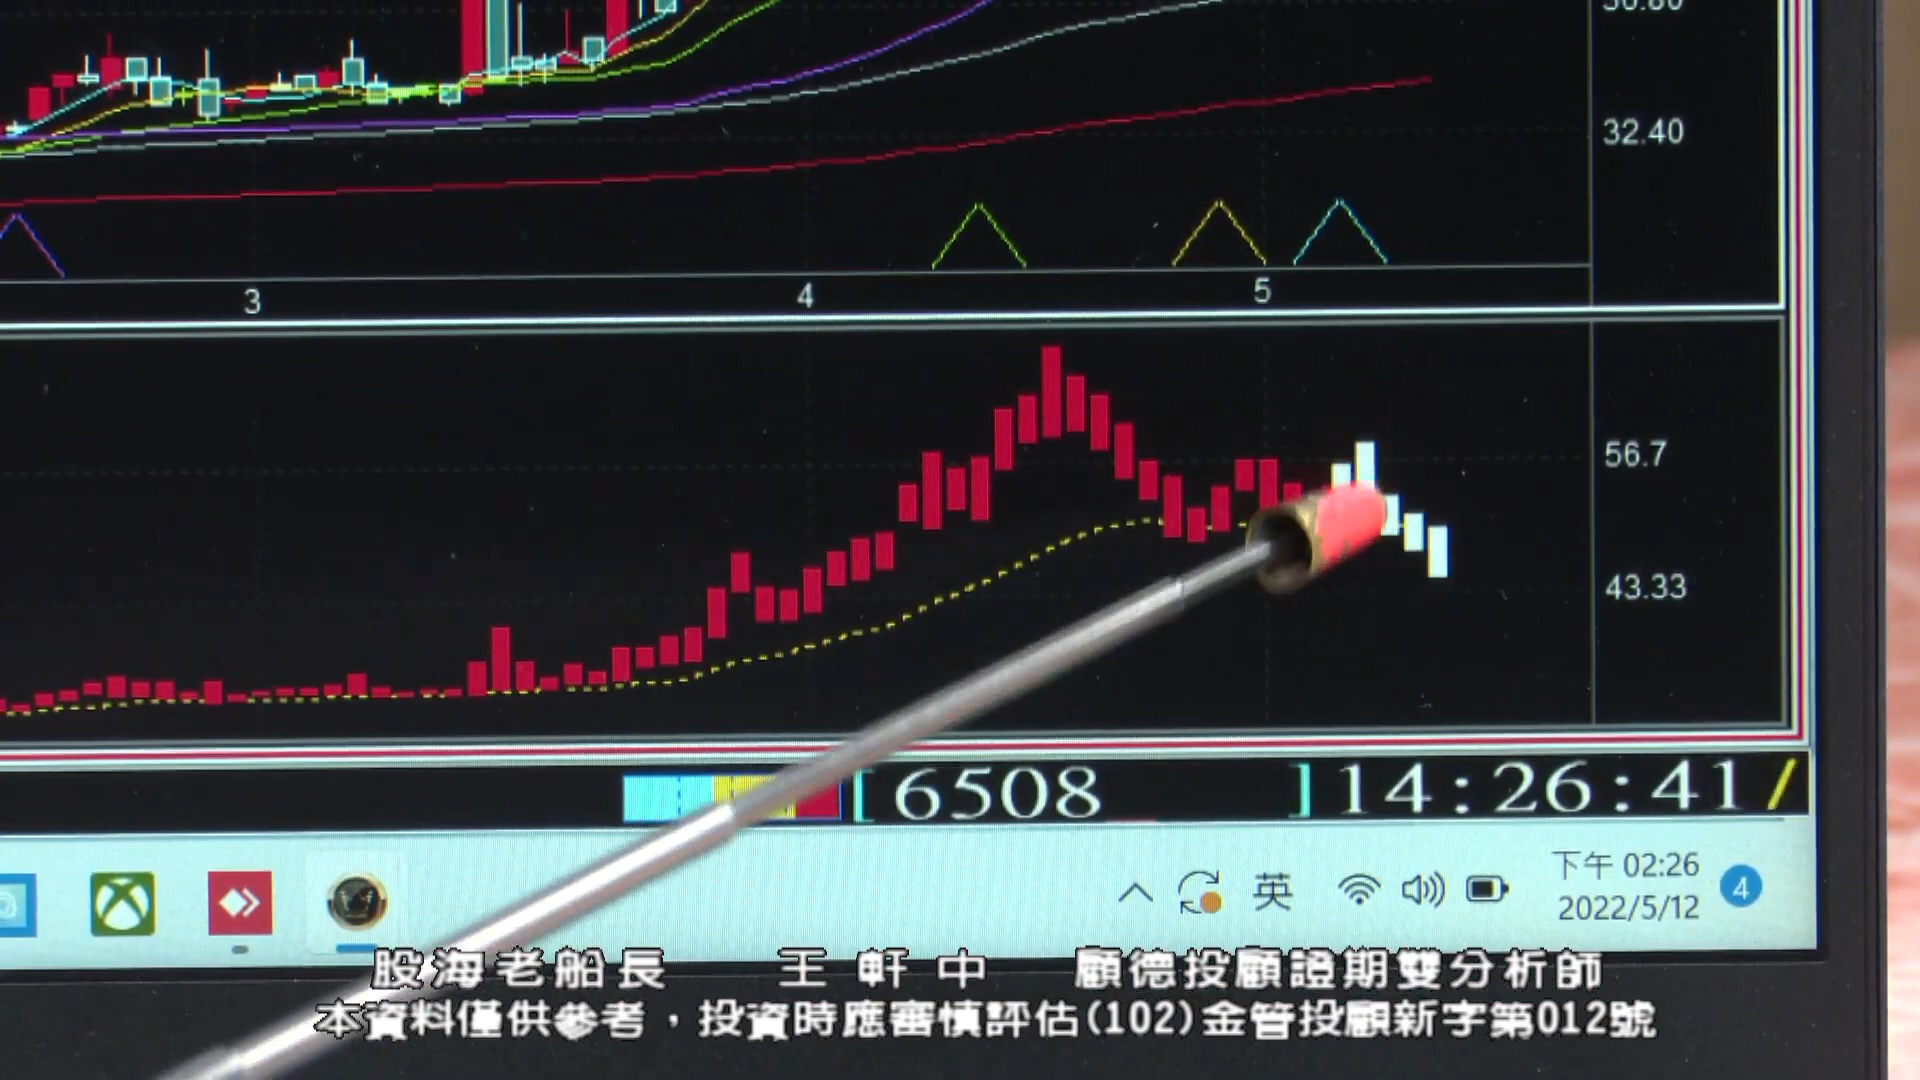 30.80
32.40
3 4 5
56.7
43.33
[6508 ]14:26:41/
英 下午 02:26
2022/5/12 4
股海老船長 王軒中 顧德投顧證期雙分析師
本資料僅供參考，投資時應審慎評估(102)金管投顧新字第012號